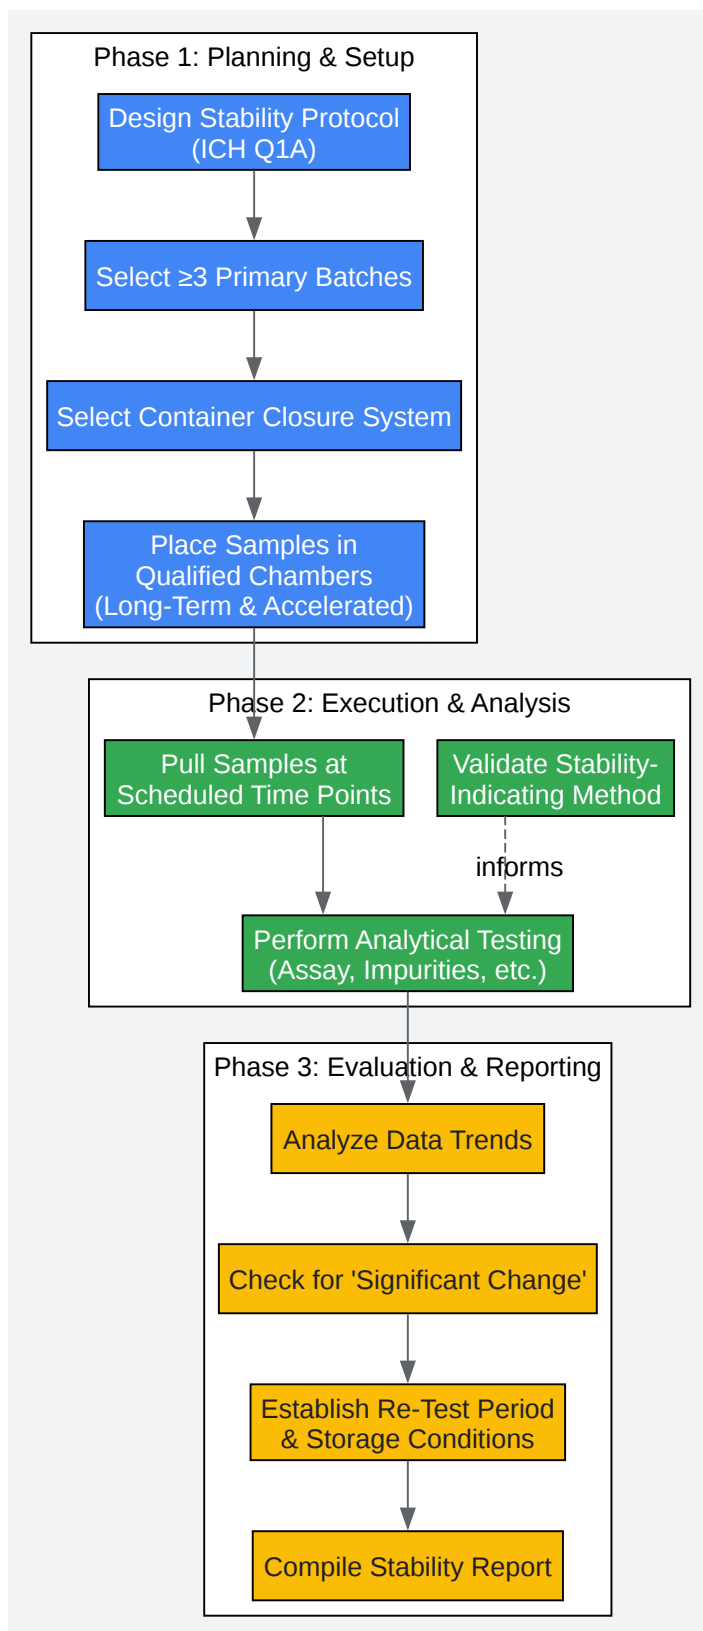 Phase 1: Planning & Setup
Design Stability Protocol
(ICH Q1A)
Select ≥3 Primary Batches
Select Container Closure System
Place Samples in
Qualified Chambers
(Long-Term & Accelerated)
Phase 2: Execution & Analysis
Pull Samples at
Scheduled Time Points
Validate Stability-
Indicating Method
informs
Perform Analytical Testing
(Assay, Impurities, etc.)
Phase 3: Evaluation & Reporting
Analyze Data Trends
Check for 'Significant Change'
Establish Re-Test Period
& Storage Conditions
Compile Stability Report